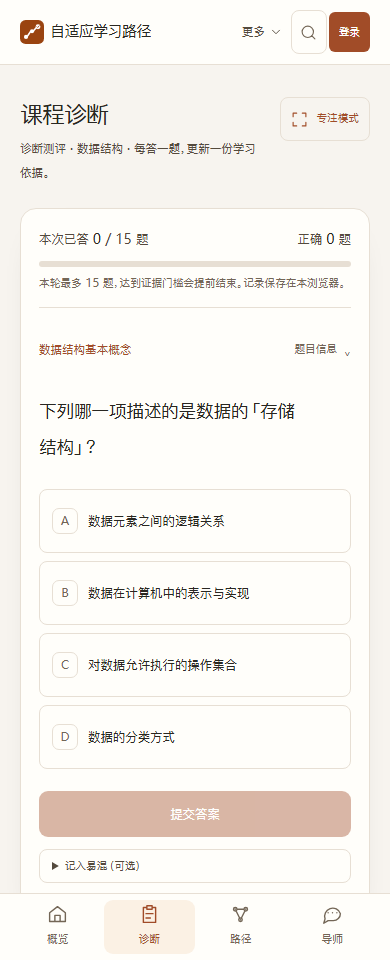 自适应学习路径
更多
登录
课程诊断
专注模式
诊断测评 · 数据结构 · 每答一题, 更新一份学习
依据。
本次已答 0 / 15 题
正确 0 题
本轮最多 15 题, 达到证据门槛会提前结束。记录保存在本浏览器。
数据结构基本概念
题目信息
下列哪一项描述的是数据的「存储
结构」?
A 数据元素之间的逻辑关系
B 数据在计算机中的表示与实现
C 对数据允许执行的操作集合
D 数据的分类方式
提交答案
▶ 记入易混 (可选)
概览
诊断
路径
导师